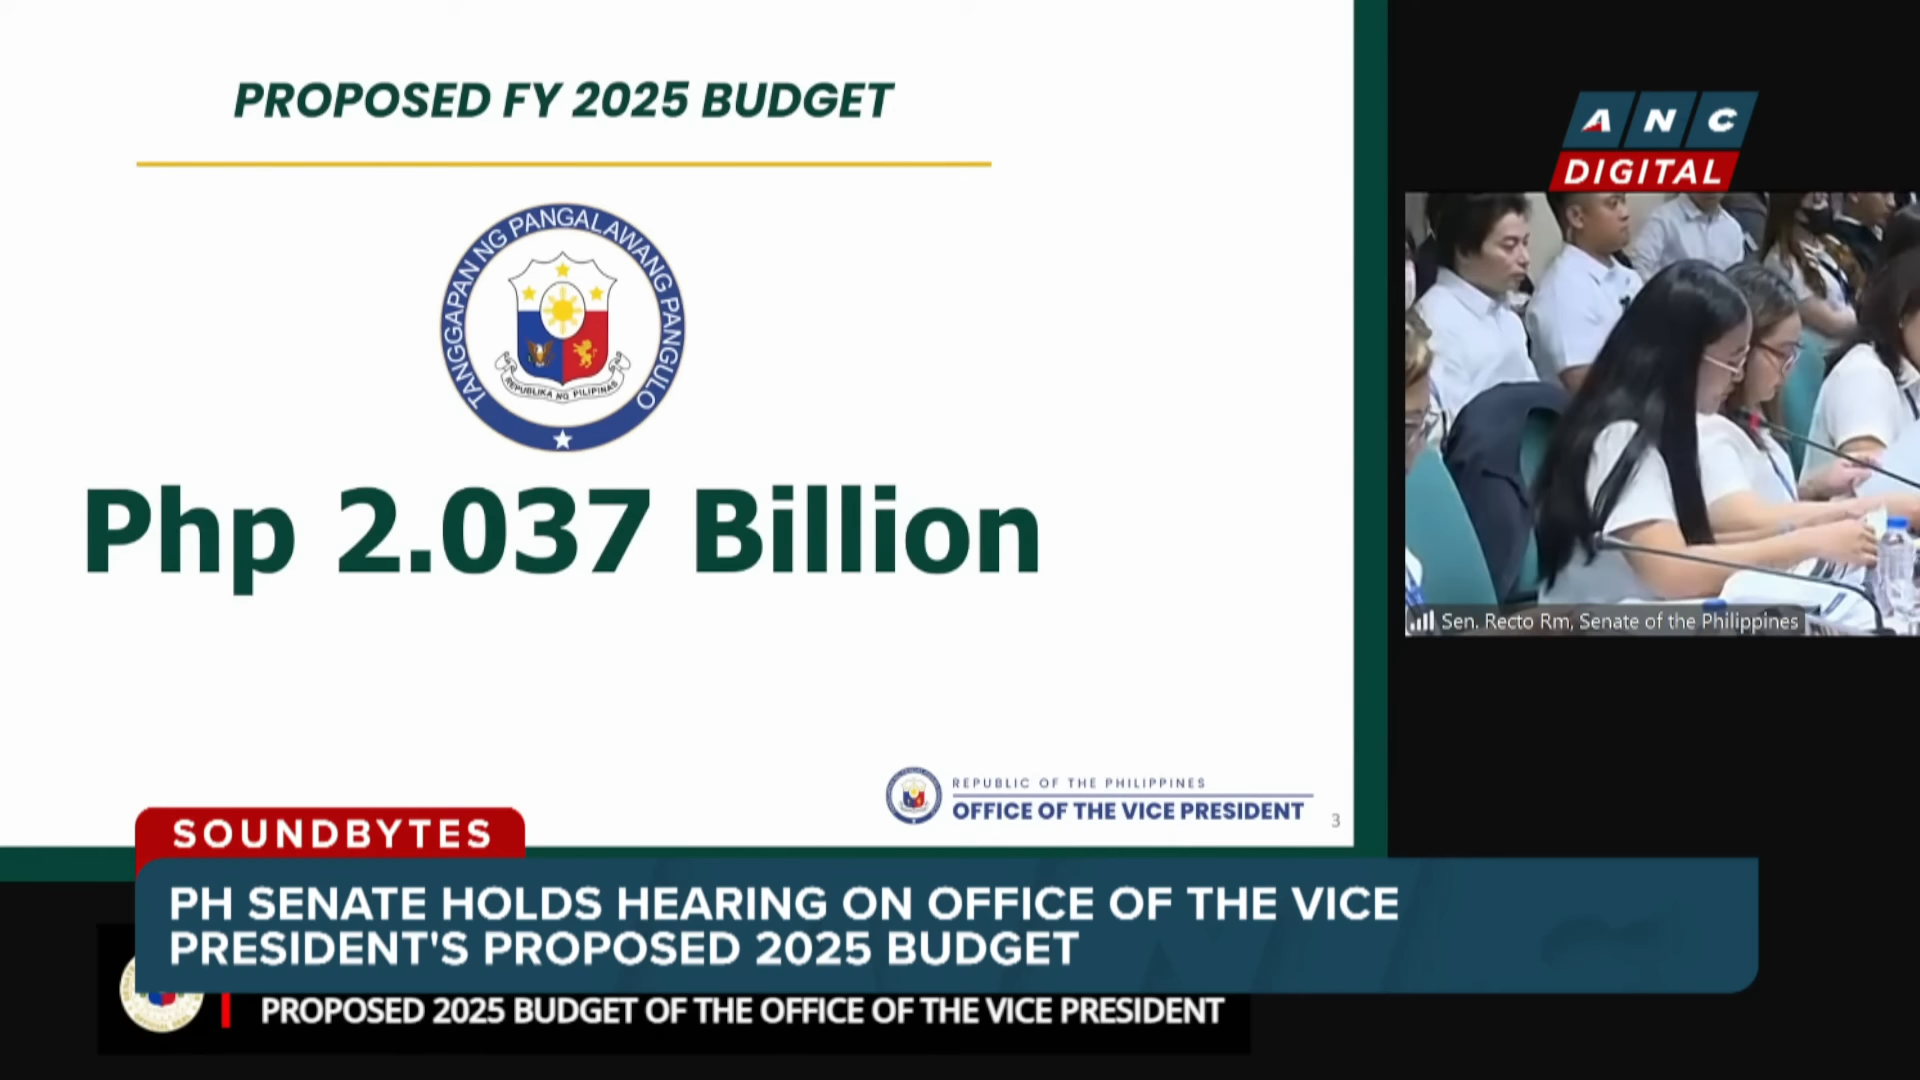 PROPOSED FY 2025 BUDGET
TANGGAPAN NG PANGALAWANG PANGULO
REPUBLIKA NG PILIPINAS
Php 2.037 Billion
REPUBLIC OF THE PHILIPPINES
OFFICE OF THE VICE PRESIDENT
3
A N C
DIGITAL
Sen. Recto Rm, Senate of the Philippines
SOUNDBYTES
PH SENATE HOLDS HEARING ON OFFICE OF THE VICE
PRESIDENT'S PROPOSED 2025 BUDGET
PROPOSED 2025 BUDGET OF THE OFFICE OF THE VICE PRESIDENT